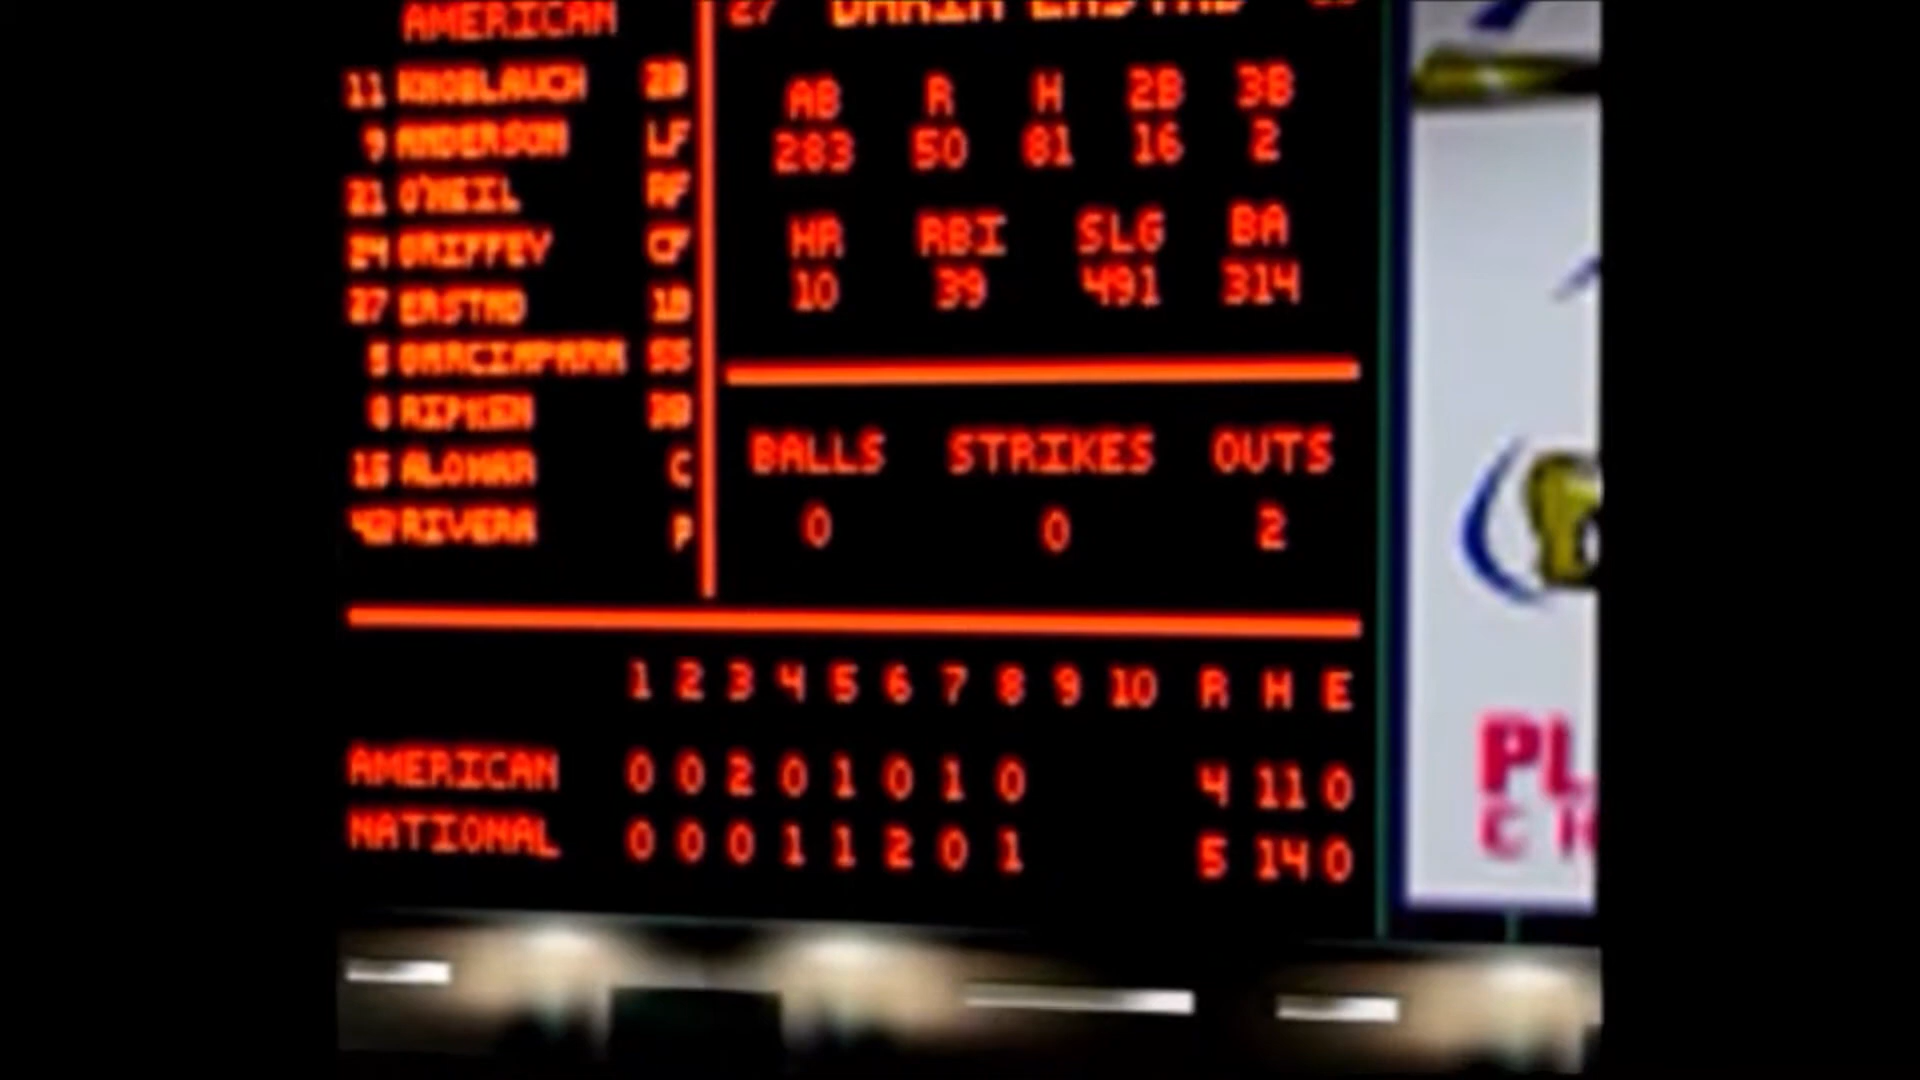 AMERICAN
11 KNOBLAUCH 2B
9 ANDERSON LF
21 O'NEIL RF
24 GRIFFEY CF
27 ERSTAD 1B
5 GARCIAPARA SS
8 RIPKEN 3B
15 ALOMAR C
42 RIVERA P
27 DARIN ERSTAD
AB R H 2B 3B
283 50 81 16 2
HR RBI SLG BA
10 39 491 314
BALLS STRIKES OUTS
0 0 2
1 2 3 4 5 6 7 8 9 10 R H E
AMERICAN 0 0 2 0 1 0 1 0 4 11 0
NATIONAL 0 0 0 1 1 2 0 1 5 14 0